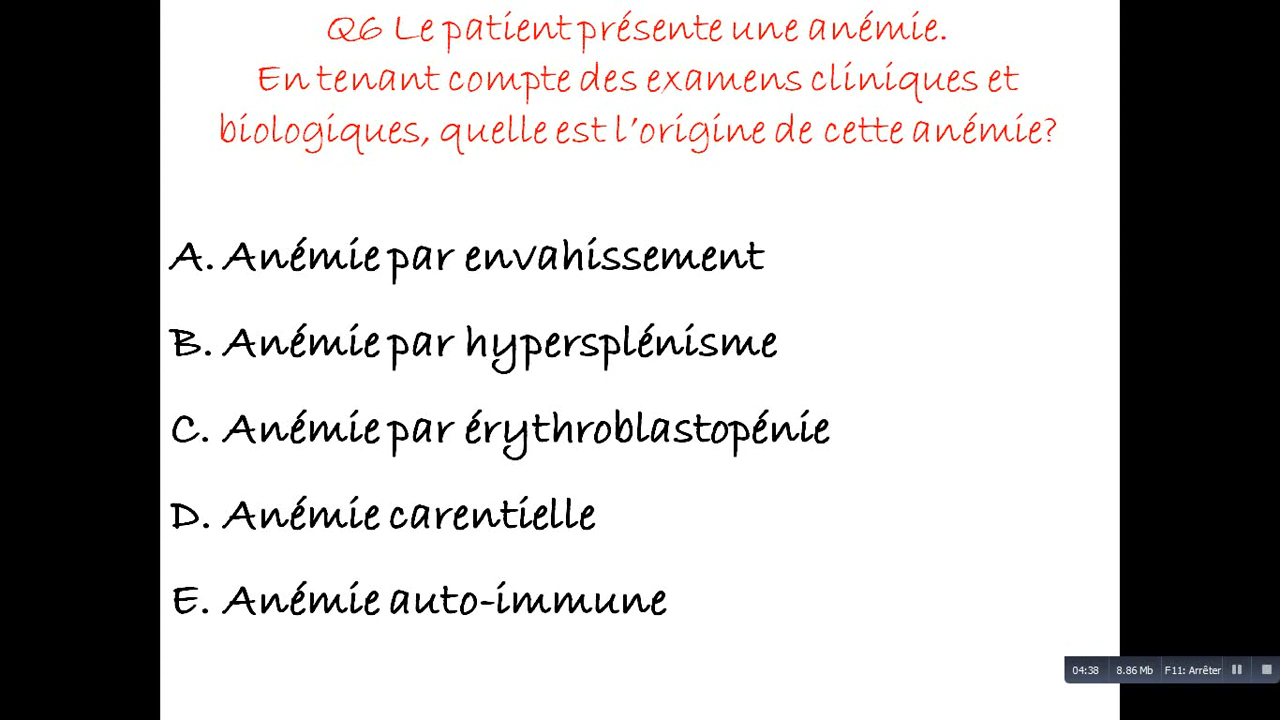 Q6 Le patient présente une anémie.
En tenant compte des examens cliniques et
biologiques, quelle est l'origine de cette anémie?
A. Anémie par envahissement
B. Anémie par hypersplénisme
C. Anémie par érythroblastopénie
D. Anémie carentielle
E. Anémie auto-immune
04:38 8.86 Mb F11: Arrêter